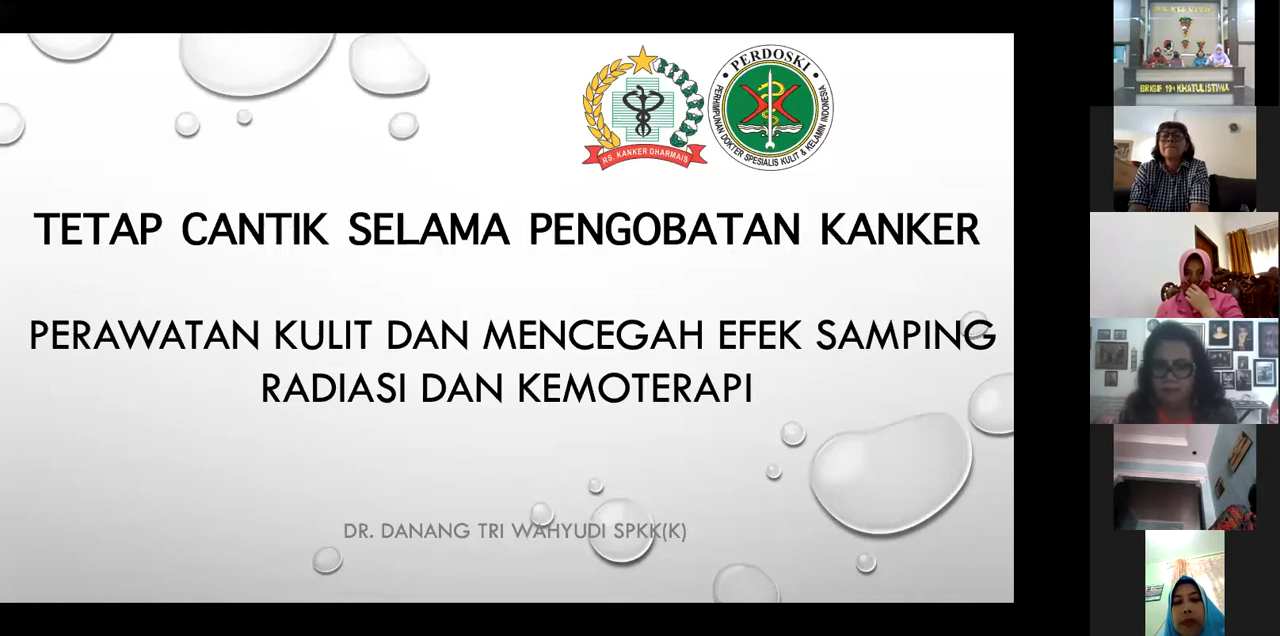 RS. KANKER DHARMAIS
PERDOSKI
PERHIMPUNAN DOKTER SPESIALIS KULIT & KELAMIN INDONESIA
TETAP CANTIK SELAMA PENGOBATAN KANKER
PERAWATAN KULIT DAN MENCEGAH EFEK SAMPING
RADIASI DAN KEMOTERAPI
DR. DANANG TRI WAHYUDI SPKK(K)
BRIGIF 19 KHATULISTIWA